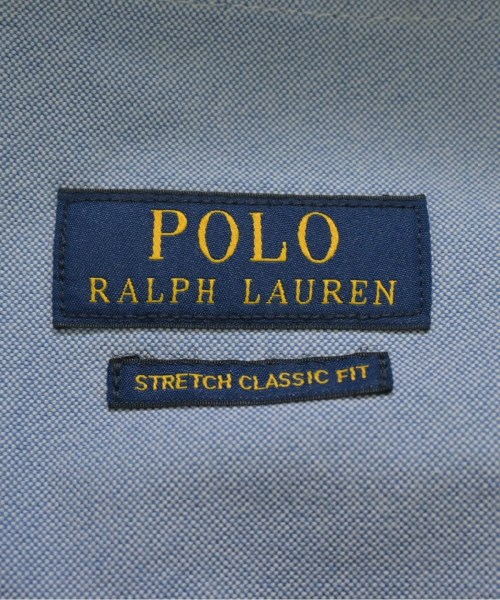 POLO
RALPH LAUREN
STRETCH CLASSIC FIT